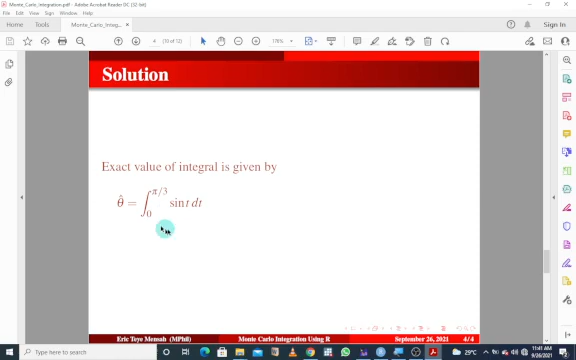 Monte_Carlo_Integration.pdf - Adobe Acrobat Reader DC (32-bit)
File Edit View Sign Window Help
Home Tools Monte_Carlo_Integ... × Sign In
4 (10 of 12) 178%
Solution
Exact value of integral is given by
θ̂ = ∫₀^{π/3} sin t dt
Eric Teye Mensah (MPhil) Monte Carlo Integration Using R September 26, 2021 4/4
Type here to search 29°C 11:41 AM
9/26/2021